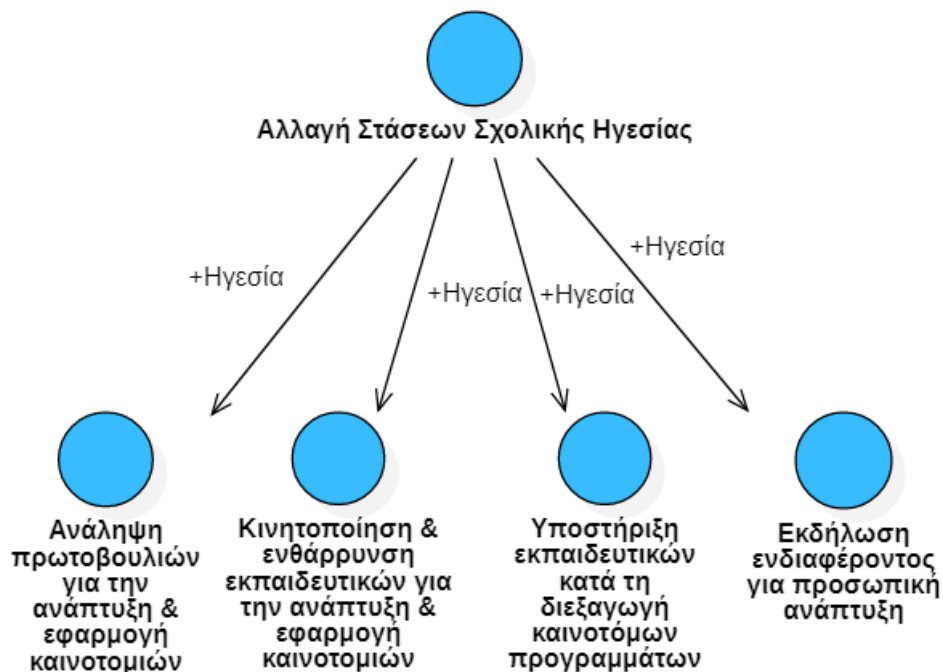 Αλλαγή Στάσεων Σχολικής Ηγεσίας
+Ηγεσία
+Ηγεσία
+Ηγεσία
+Ηγεσία
Ανάληψη
πρωτοβουλιών
για την
ανάπτυξη &
εφαρμογή
καινοτομιών
Κινητοποίηση &
ενθάρρυνση
εκπαιδευτικών για
την ανάπτυξη &
εφαρμογή
καινοτομιών
Υποστήριξη
εκπαιδευτικών
κατά τη
διεξαγωγή
καινοτόμων
προγραμμάτων
Εκδήλωση
ενδιαφέροντος
για προσωπική
ανάπτυξη